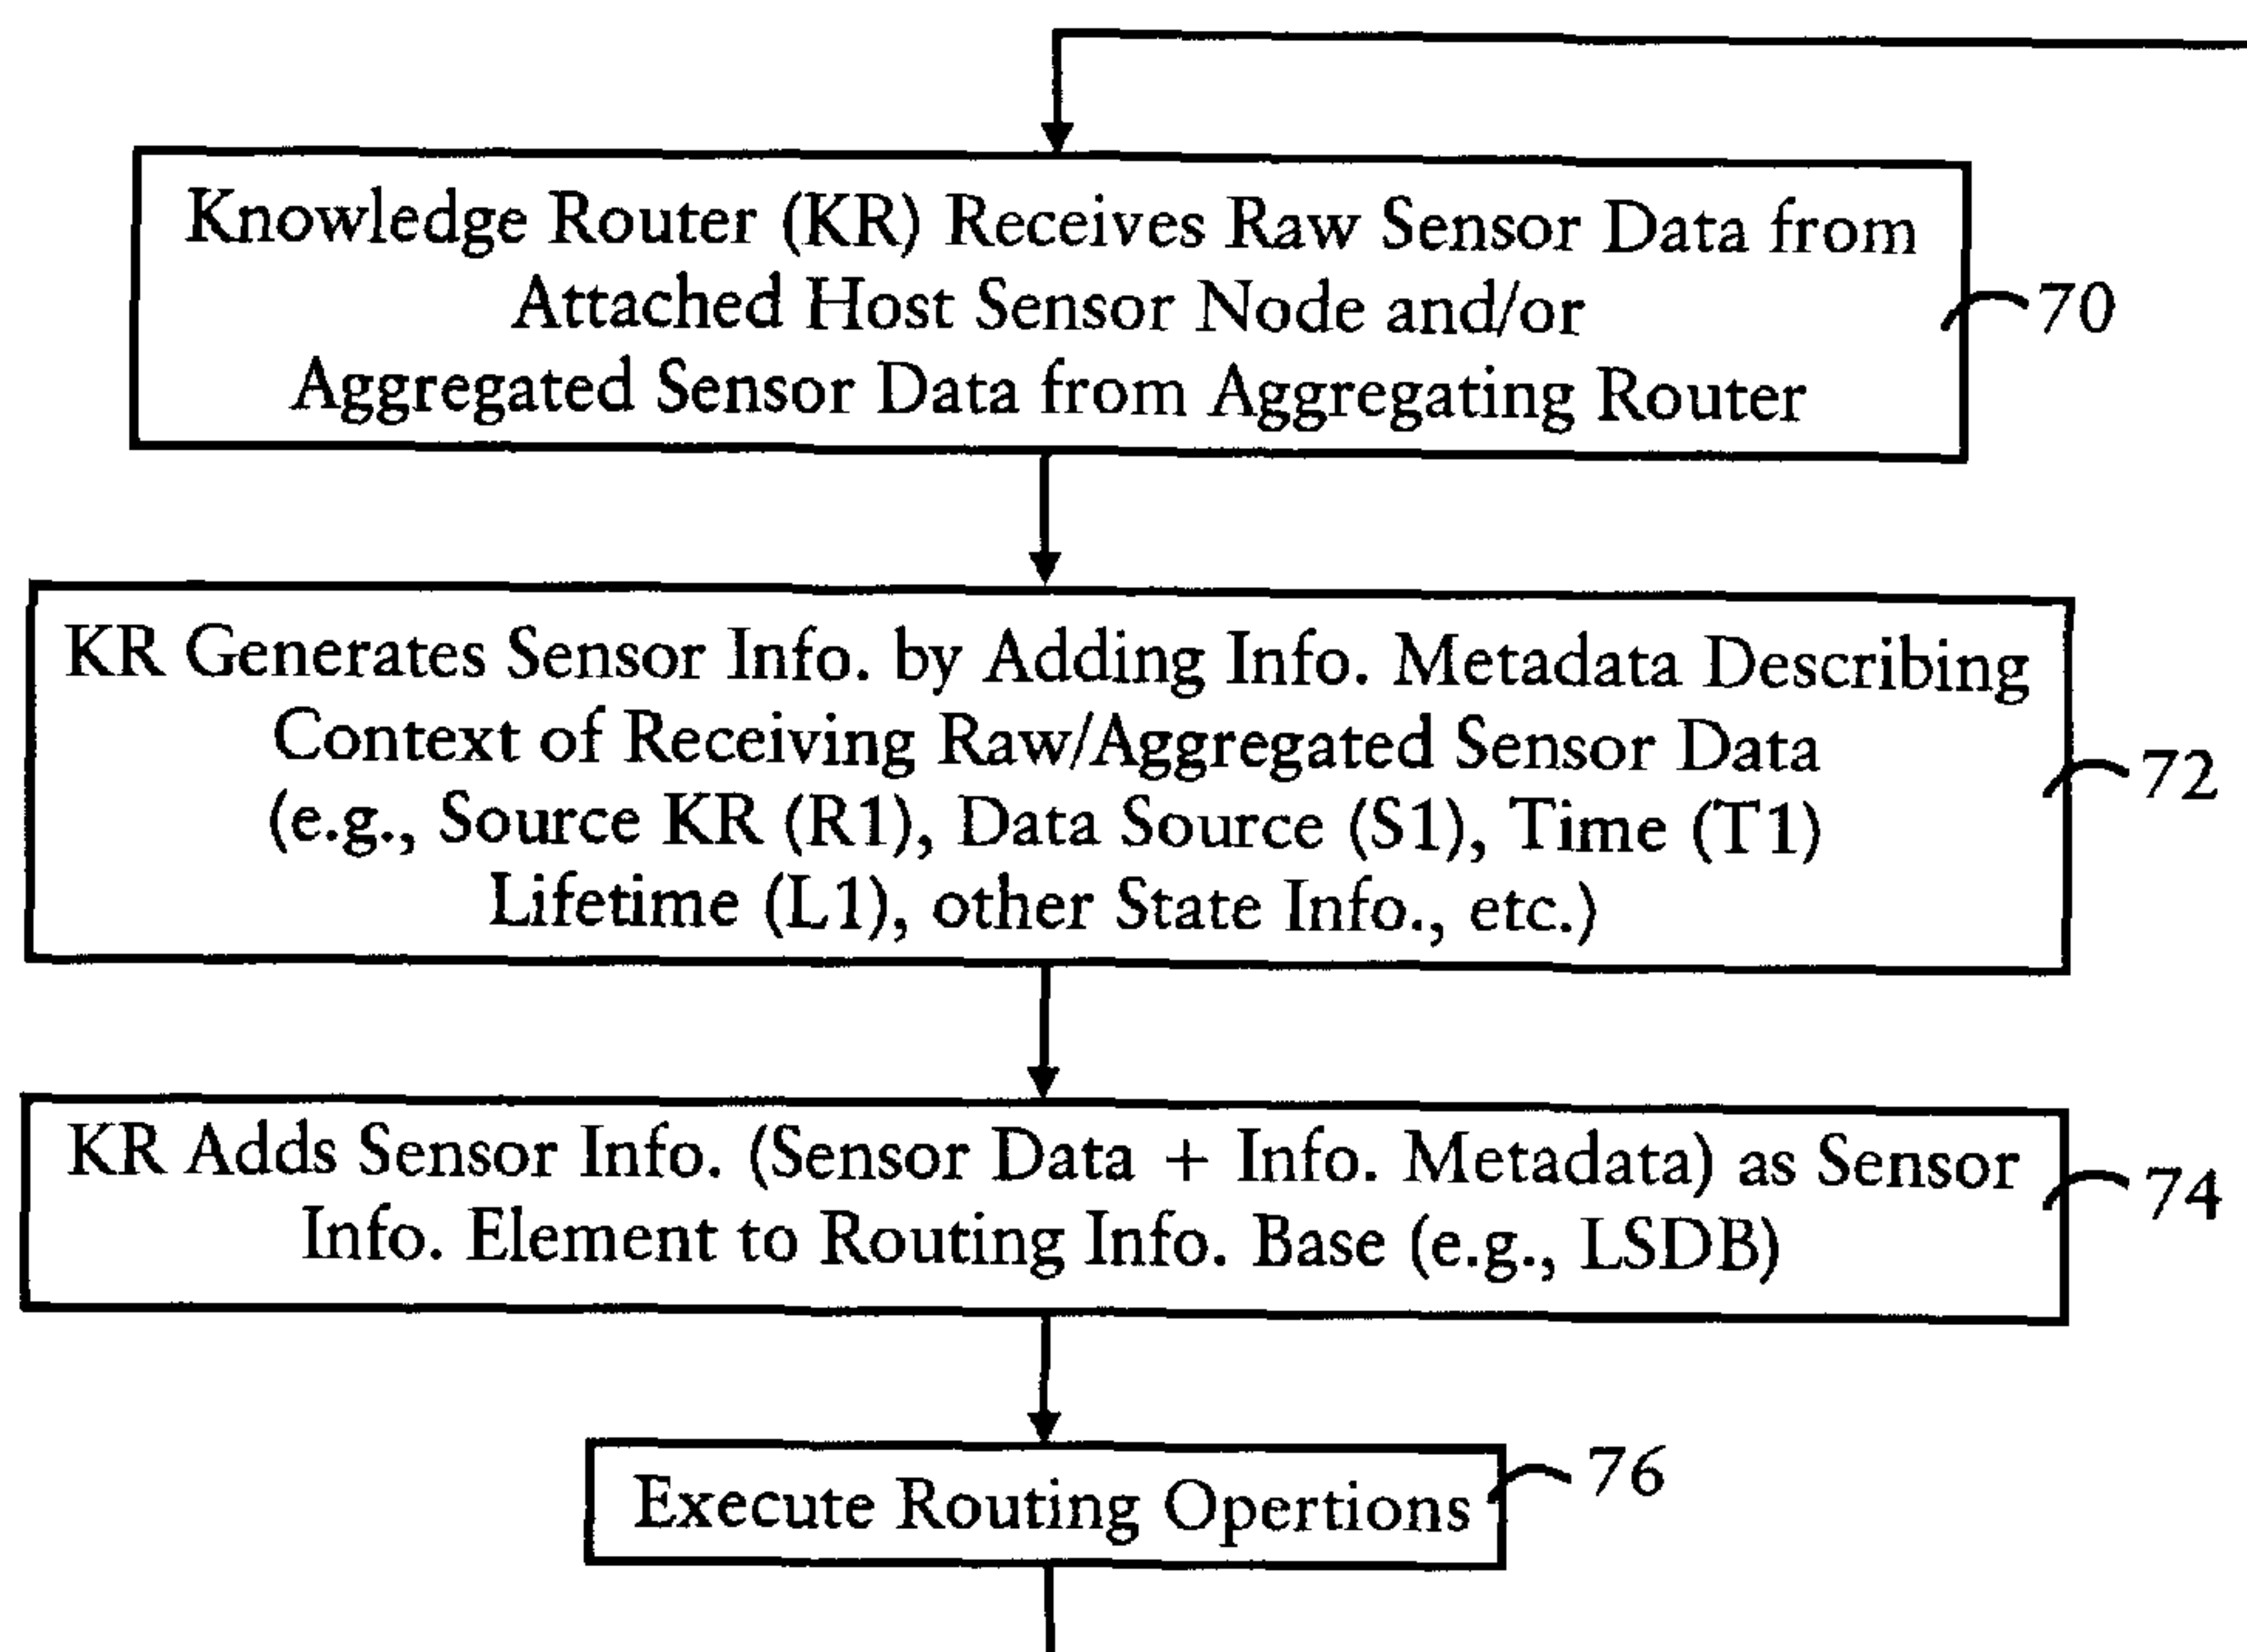 Knowledge Router (KR) Receives Raw Sensor Data from
Attached Host Sensor Node and/or
Aggregated Sensor Data from Aggregating Router
70
KR Generates Sensor Info. by Adding Info. Metadata Describing
Context of Receiving Raw/Aggregated Sensor Data
(e.g., Source KR (R1), Data Source (S1), Time (T1)
Lifetime (L1), other State Info., etc.)
72
KR Adds Sensor Info. (Sensor Data + Info. Metadata) as Sensor
Info. Element to Routing Info. Base (e.g., LSDB)
74
Execute Routing Opertions
76